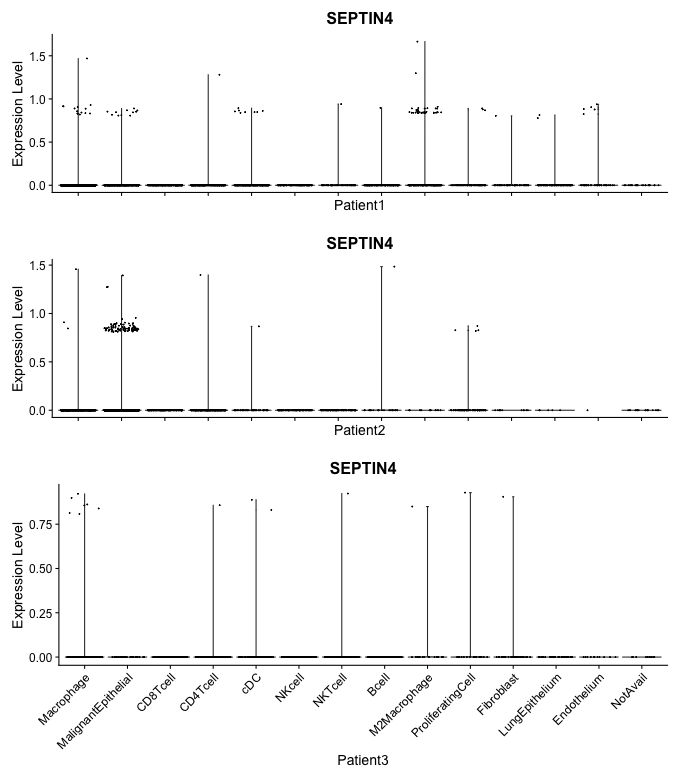 SEPTIN4
Expression Level
1.5
1.0
0.5
0.0
Patient1
SEPTIN4
Expression Level
1.5
1.0
0.5
0.0
Patient2
SEPTIN4
Expression Level
0.75
0.50
0.25
0.00
Macrophage
MalignantEpithelial
CD8Tcell
CD4Tcell
cDC
NKcell
NKTcell
Bcell
M2Macrophage
ProliferatingCell
Fibroblast
LungEpithelium
Endothelium
NotAvail
Patient3